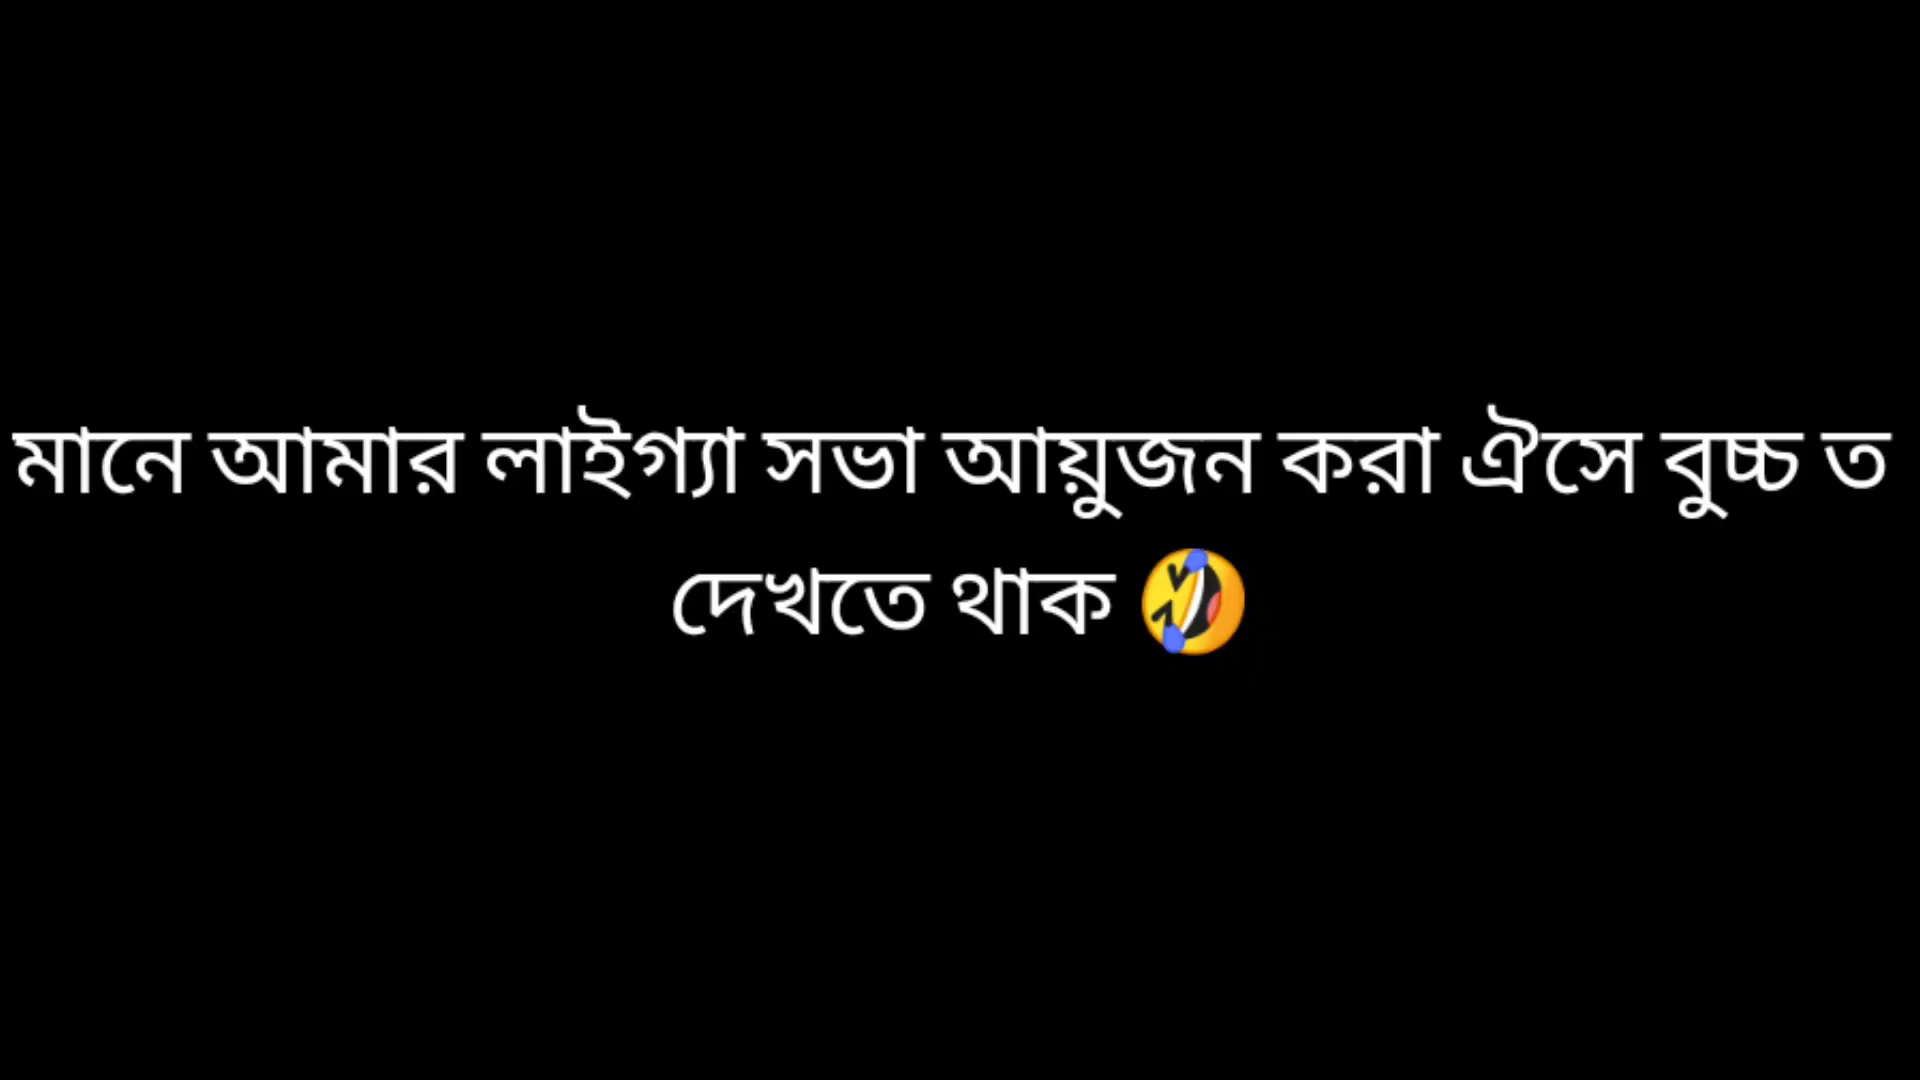 মানে আমার লাইগ্যা সভা আয়ুজন করা ঐসে বুচ্চ ত
দেখতে থাক 🤣